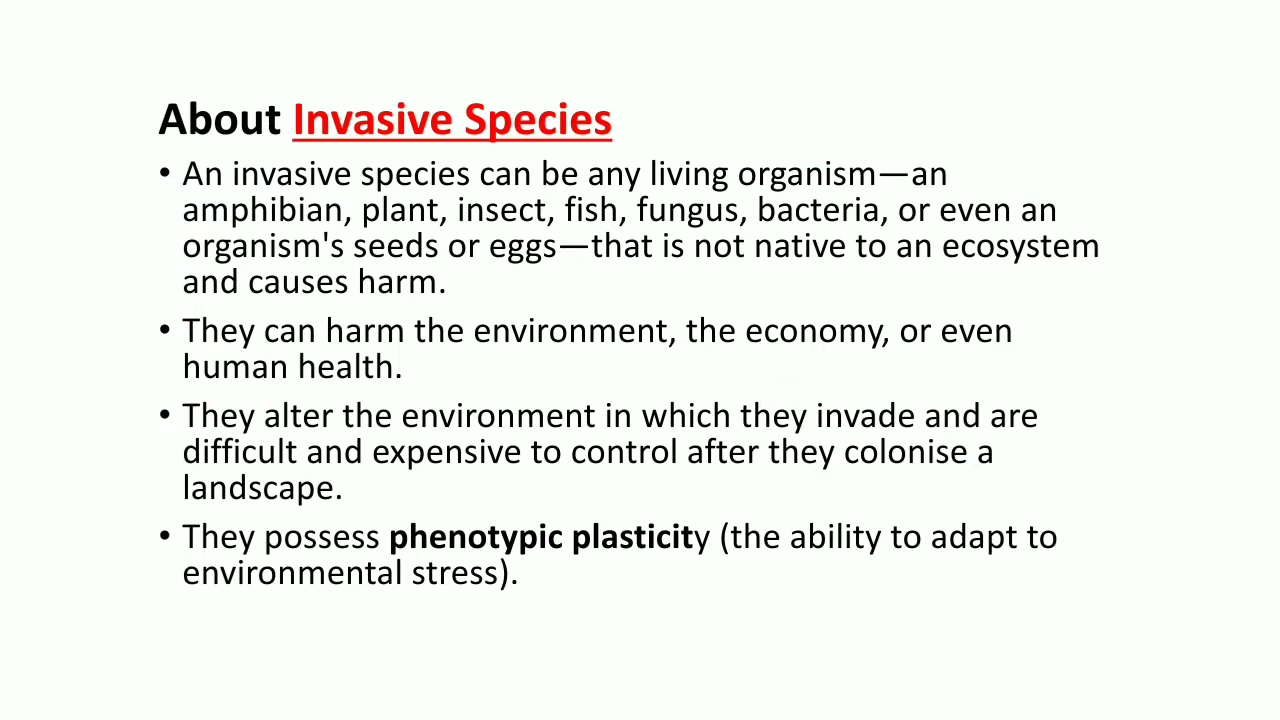 About Invasive Species
• An invasive species can be any living organism—an
amphibian, plant, insect, fish, fungus, bacteria, or even an
organism's seeds or eggs—that is not native to an ecosystem
and causes harm.
• They can harm the environment, the economy, or even
human health.
• They alter the environment in which they invade and are
difficult and expensive to control after they colonise a
landscape.
• They possess phenotypic plasticity (the ability to adapt to
environmental stress).